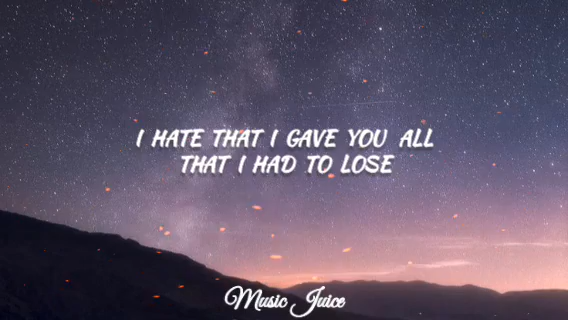 I HATE THAT I GAVE YOU ALL
THAT I HAD TO LOSE
Music Juice